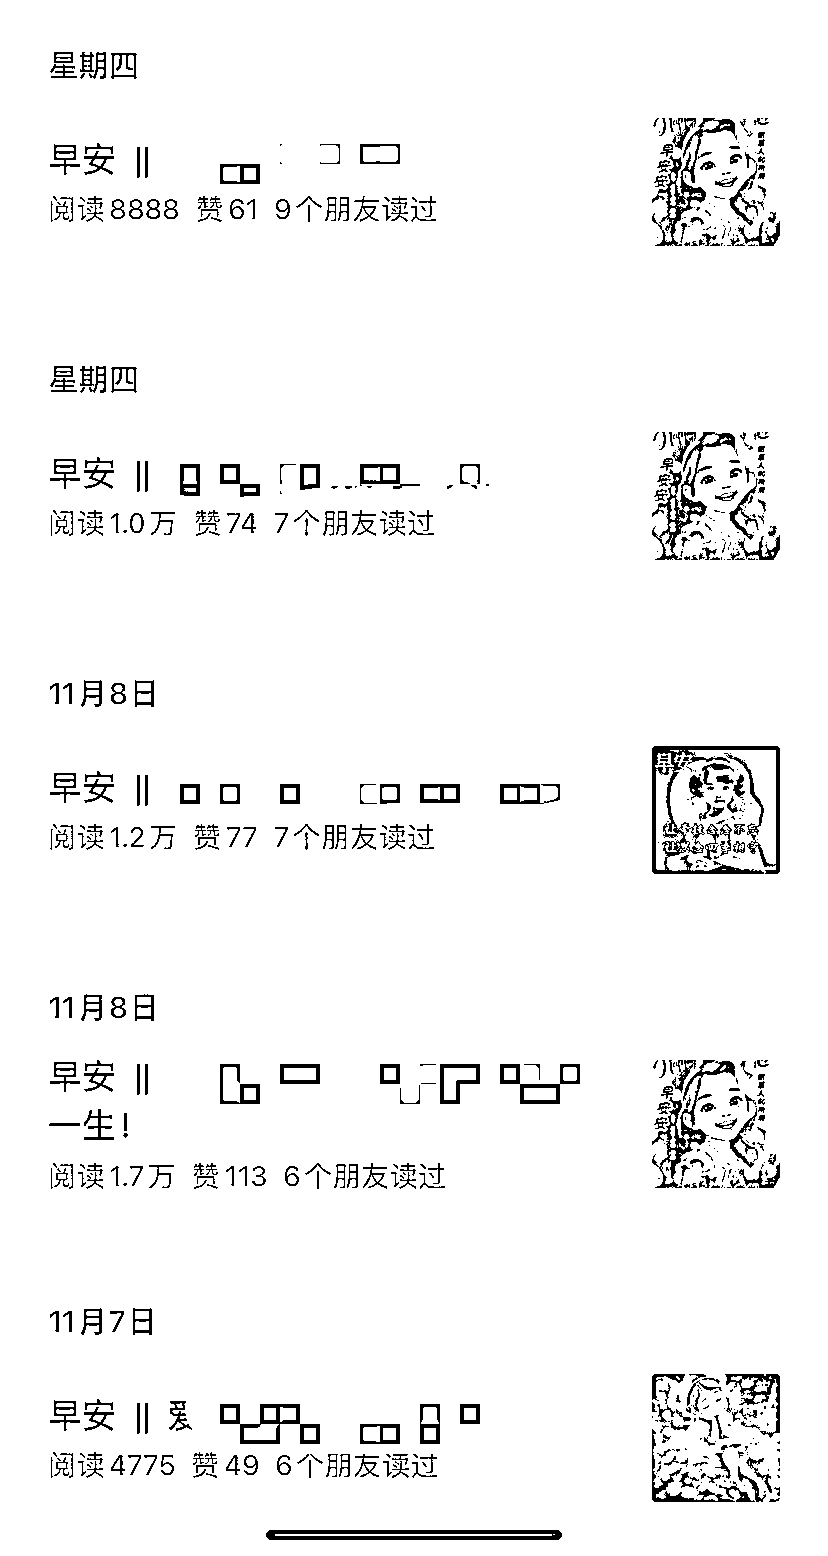 星期四
早安 ||
阅读8888 赞61 9个朋友读过
星期四
早安 ||
阅读1.0万 赞74 7个朋友读过
11月8日
早安 ||
阅读1.2万 赞77 7个朋友读过
早安
11月8日
早安 ||
一生!
阅读1.7万 赞113 6个朋友读过
11月7日
早安 || 爱
阅读4775 赞49 6个朋友读过